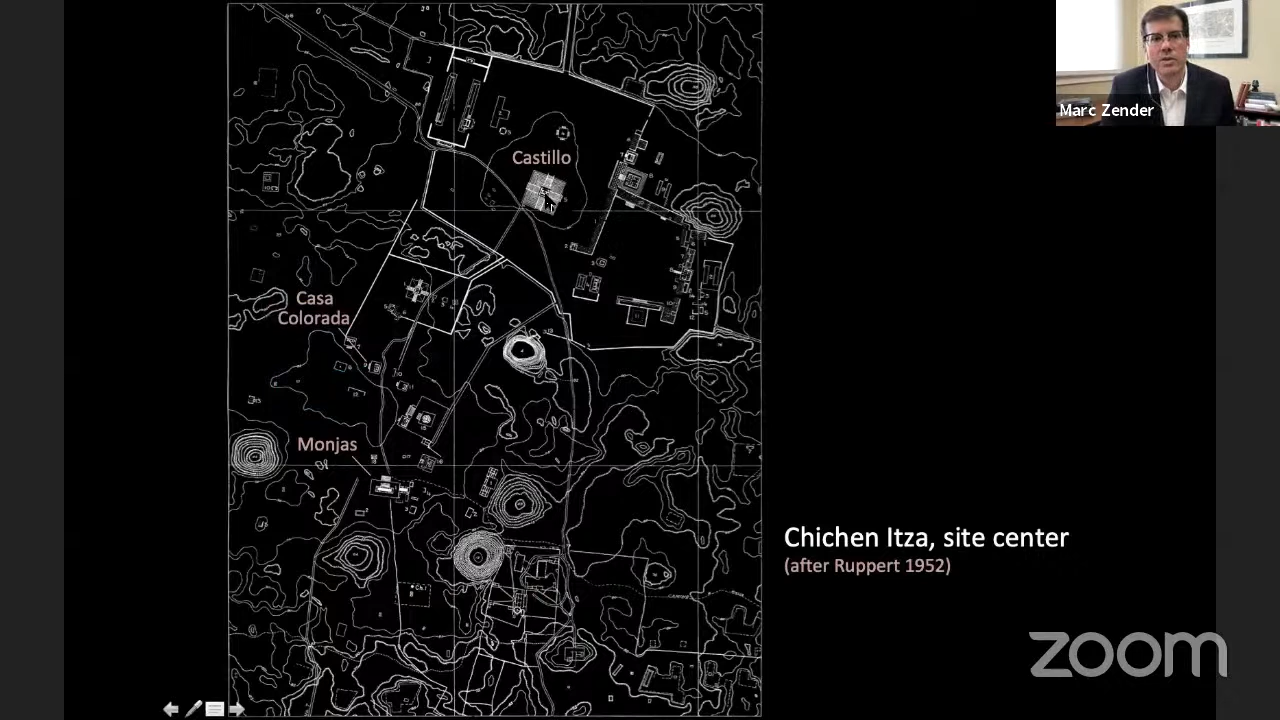 Marc Zender
Castillo
Casa
Colorada
Monjas
Chichen Itza, site center
(after Ruppert 1952)
zoom